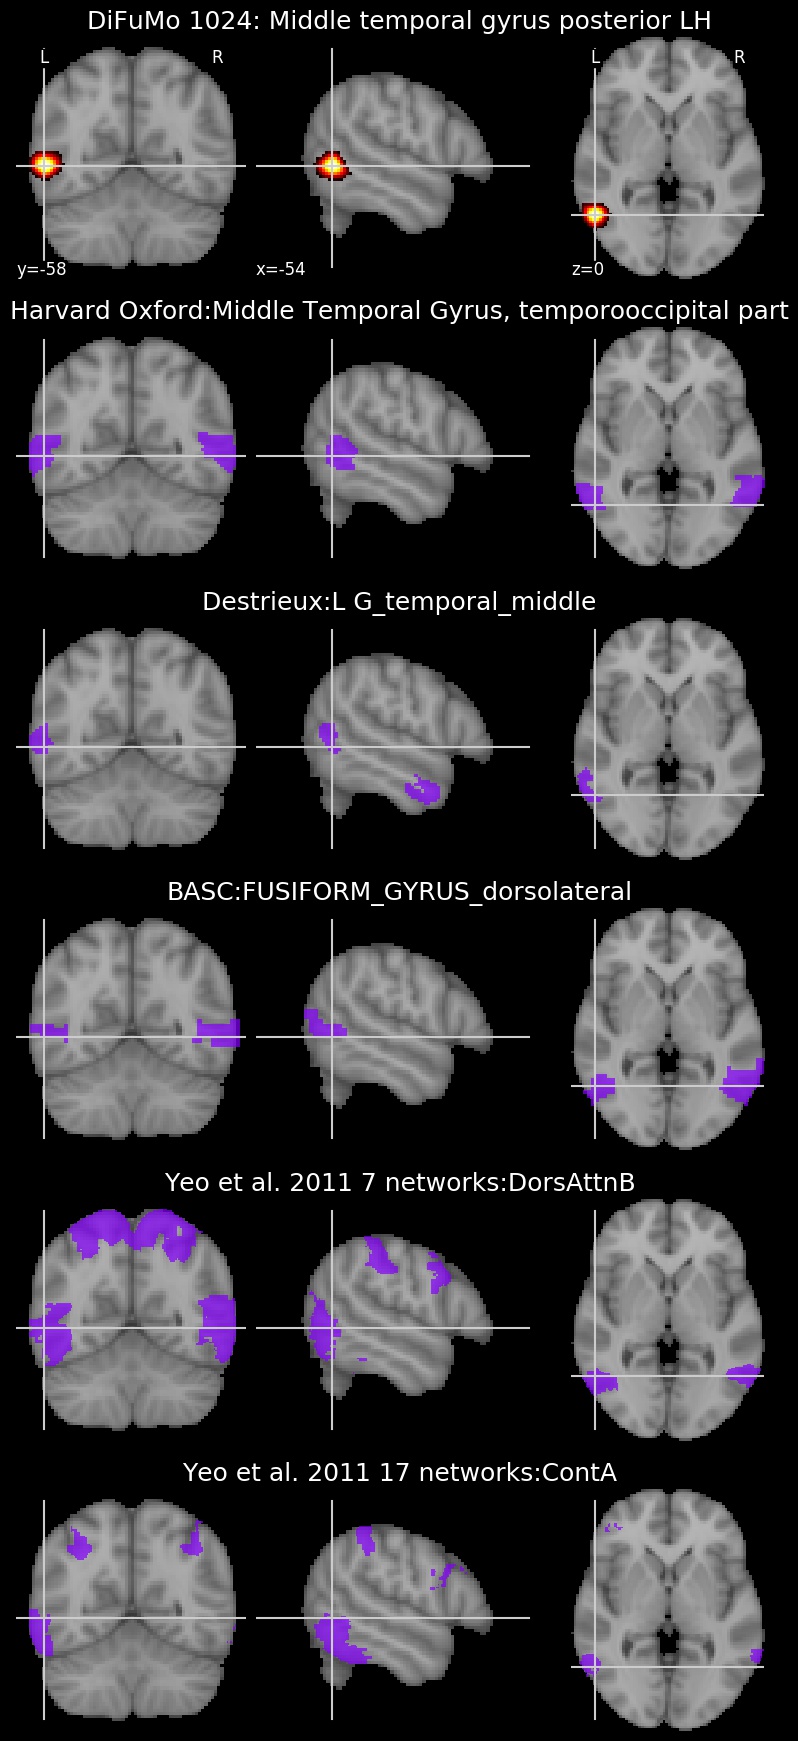 DiFuMo 1024: Middle temporal gyrus posterior LH
L R L R
y=-58 x=-54 z=0
Harvard Oxford:Middle Temporal Gyrus, temporooccipital part
Destrieux:L G_temporal_middle
BASC:FUSIFORM_GYRUS_dorsolateral
Yeo et al. 2011 7 networks:DorsAttnB
Yeo et al. 2011 17 networks:ContA